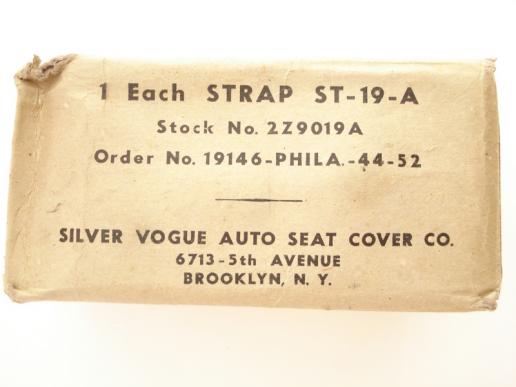 1 Each STRAP ST-19-A
Stock No. 2Z9019A
Order No. 19146-PHILA.-44-52
SILVER VOGUE AUTO SEAT COVER CO.
6713-5th AVENUE
BROOKLYN, N. Y.